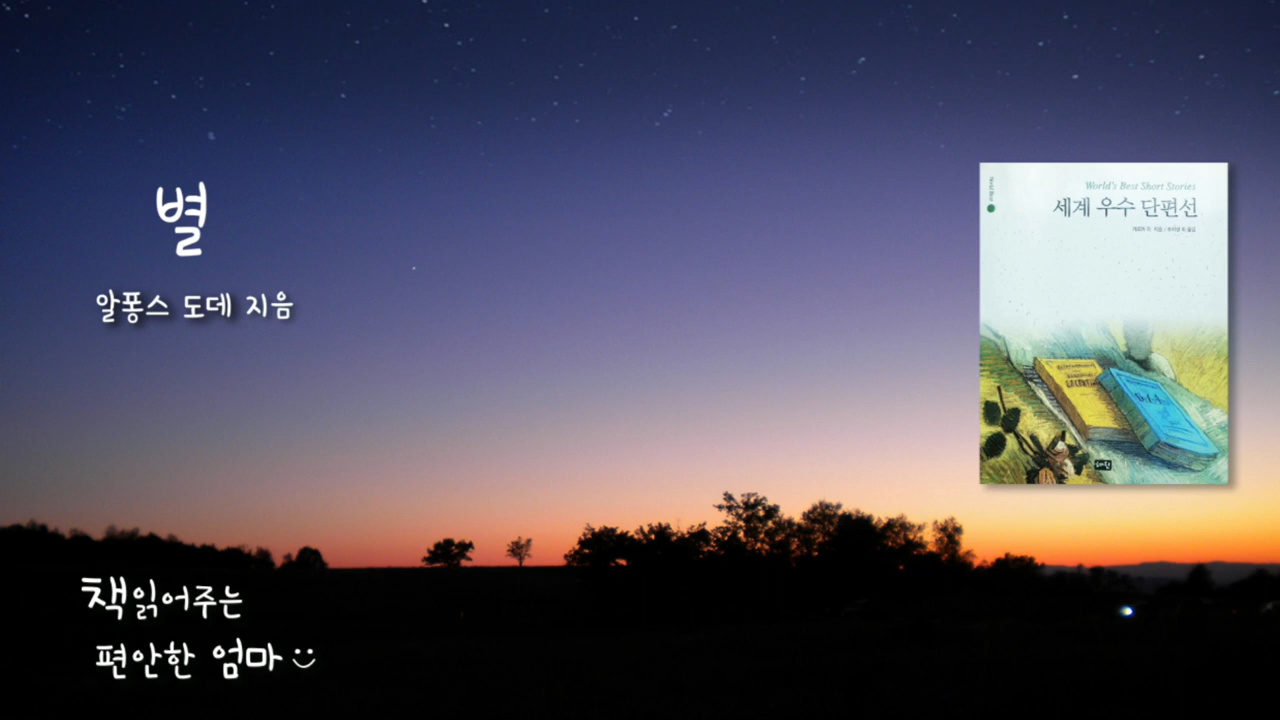 별
알퐁스 도데 지음
World's Best Short Stories
세계 우수 단편선
책읽어주는
편안한 엄마